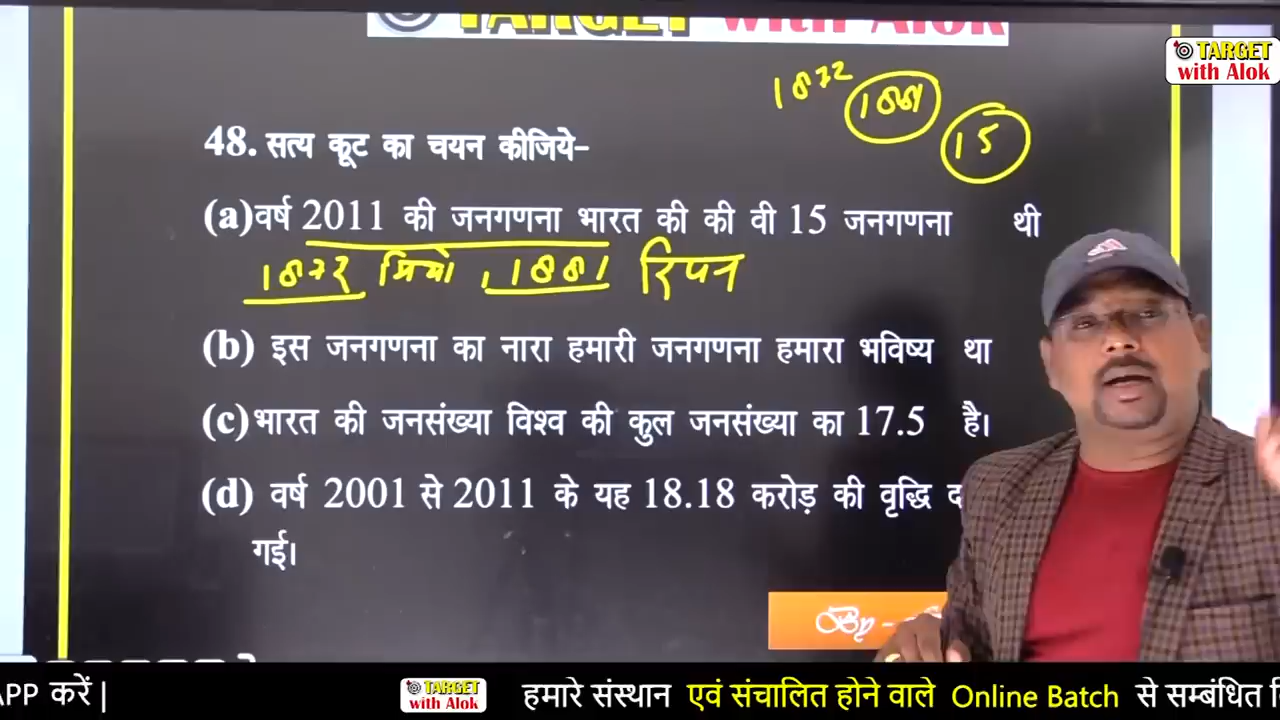 TARGET with Alok
TARGET
with Alok
1872 1881
15
48. सत्य कूट का चयन कीजिये-
(a)वर्ष 2011 की जनगणना भारत की की वी 15 जनगणना थी
1872 मियो , 1881 रिपन
(b) इस जनगणना का नारा हमारी जनगणना हमारा भविष्य था
(c)भारत की जनसंख्या विश्व की कुल जनसंख्या का 17.5 है।
(d) वर्ष 2001 से 2011 के यह 18.18 करोड़ की वृद्धि द
गई।
By -
APP करें |
TARGET
with Alok
हमारे संस्थान एवं संचालित होने वाले Online Batch से सम्बंधित